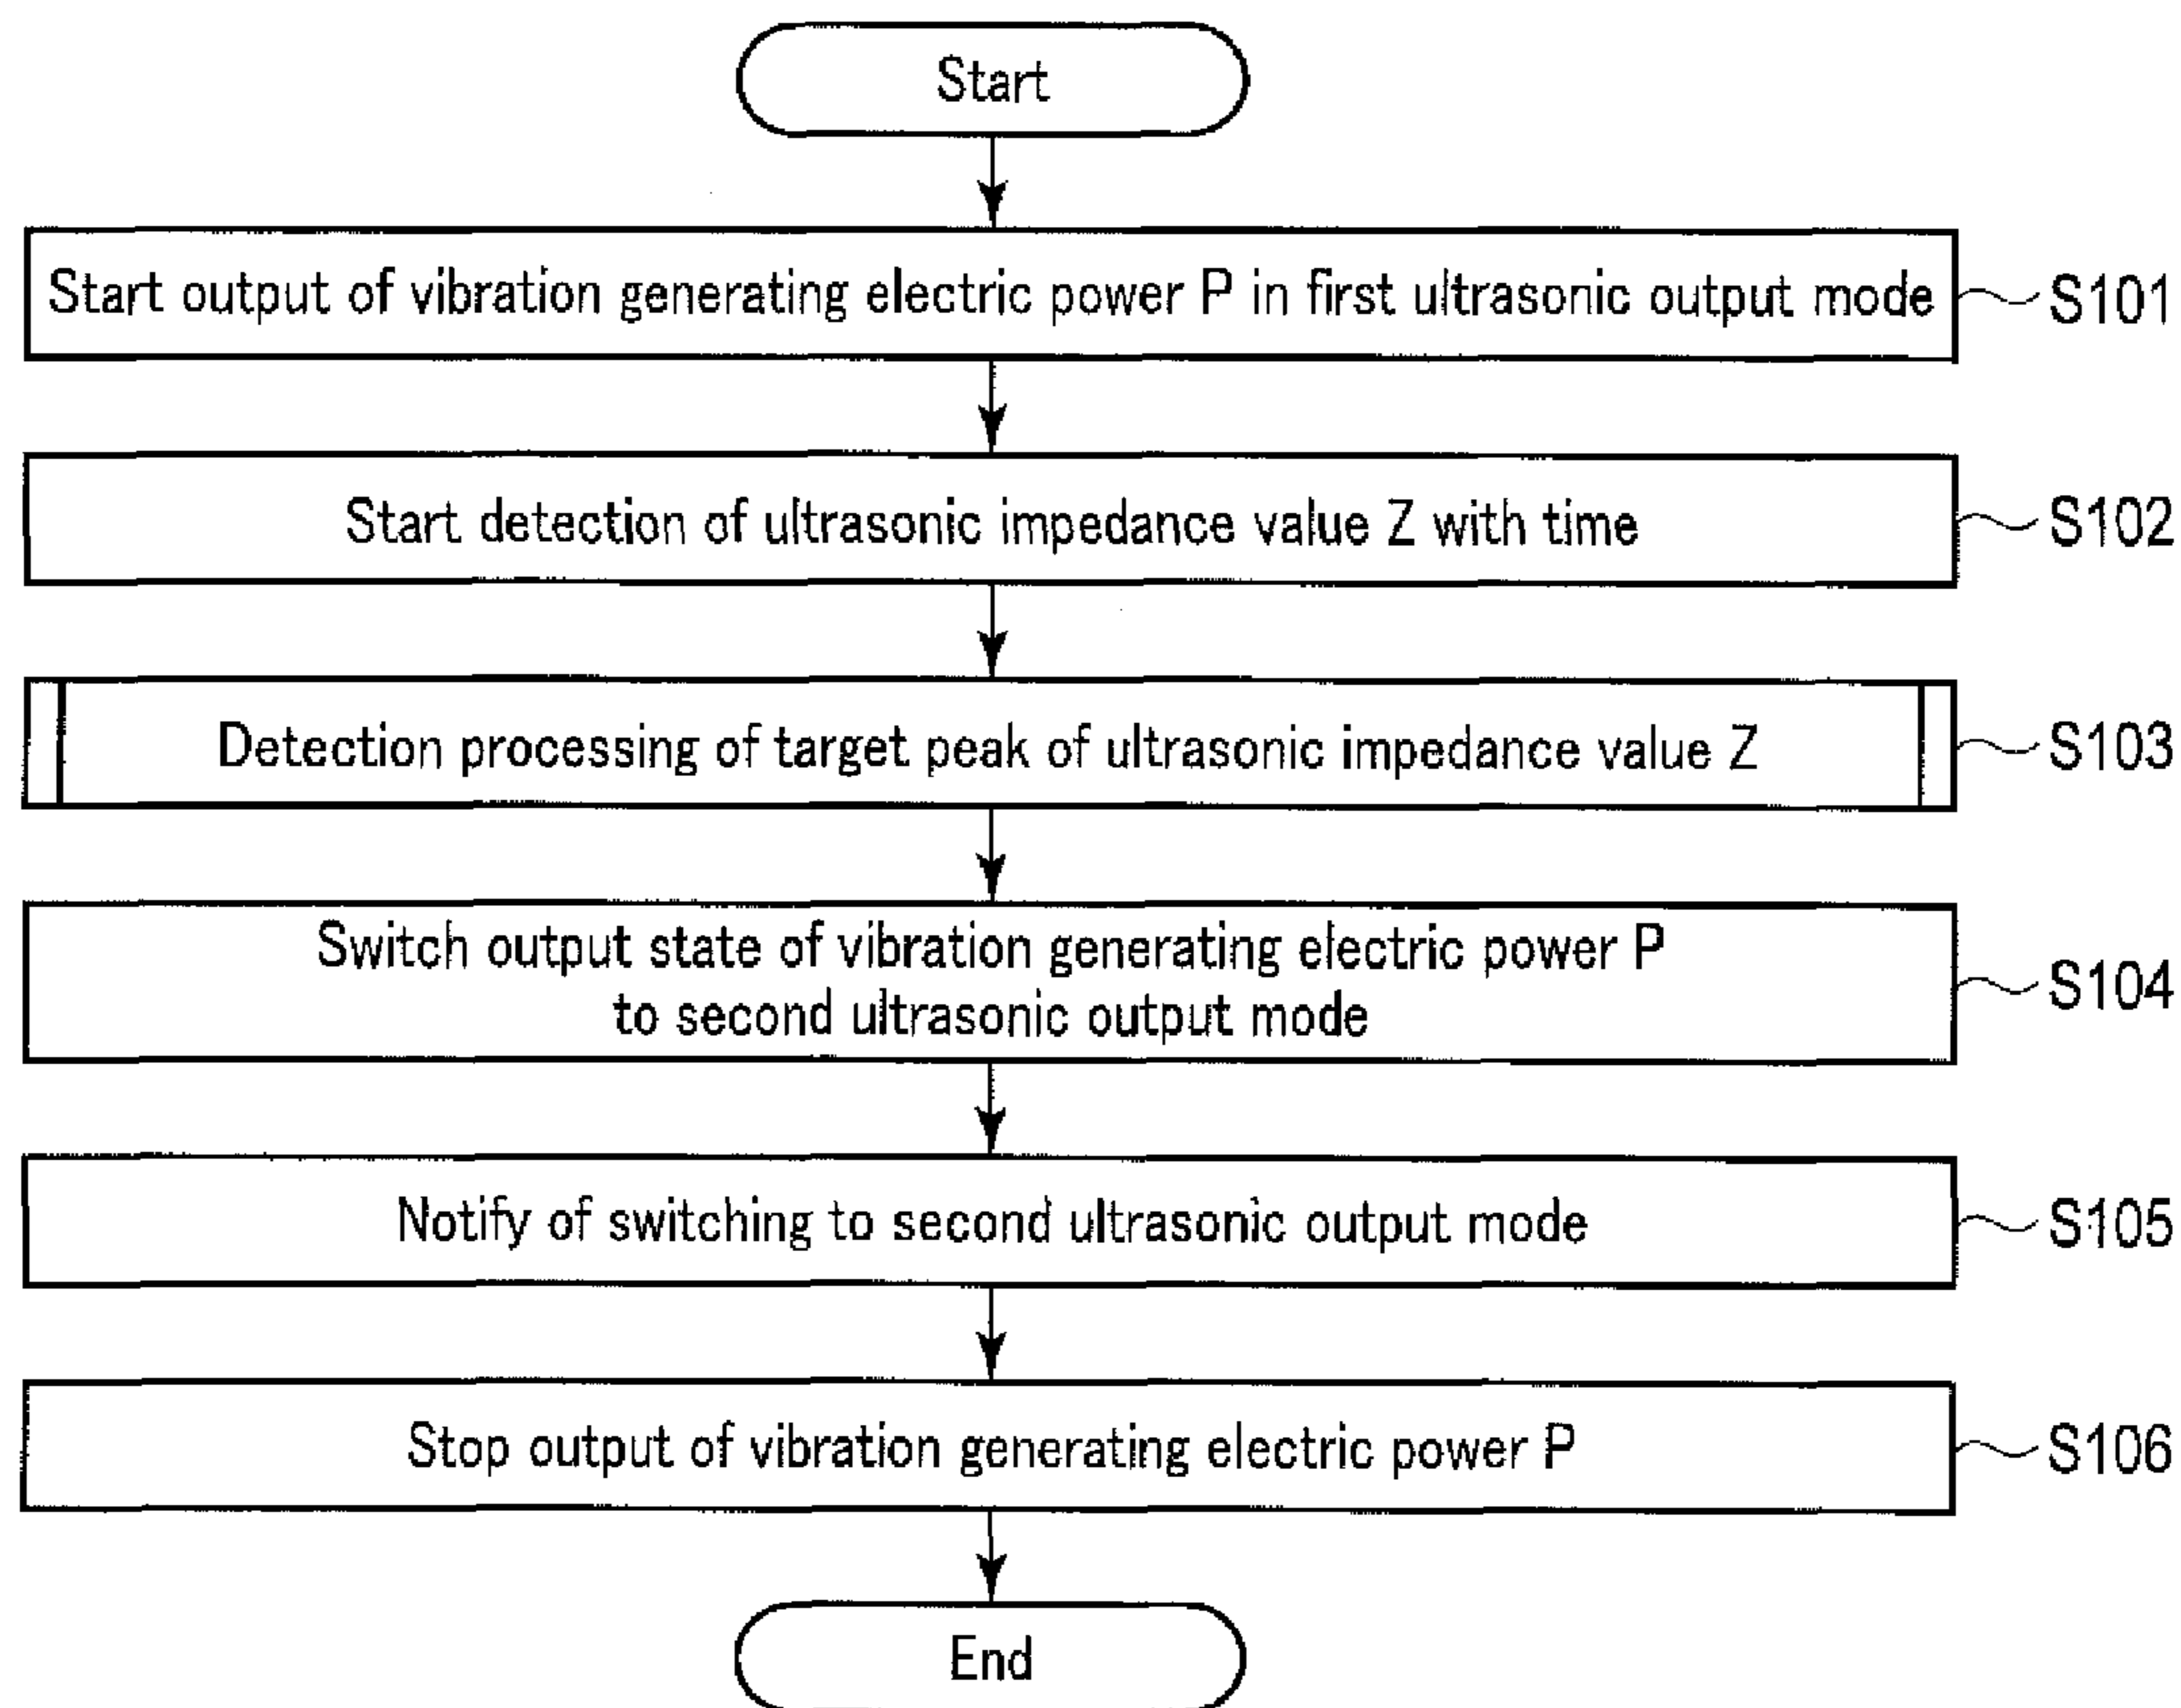 Start
Start output of vibration generating electric power P in first ultrasonic output mode
S101
Start detection of ultrasonic impedance value Z with time
S102
Detection processing of target peak of ultrasonic impedance value Z
S103
Switch output state of vibration generating electric power P
to second ultrasonic output mode
S104
Notify of switching to second ultrasonic output mode
S105
Stop output of vibration generating electric power P
S106
End